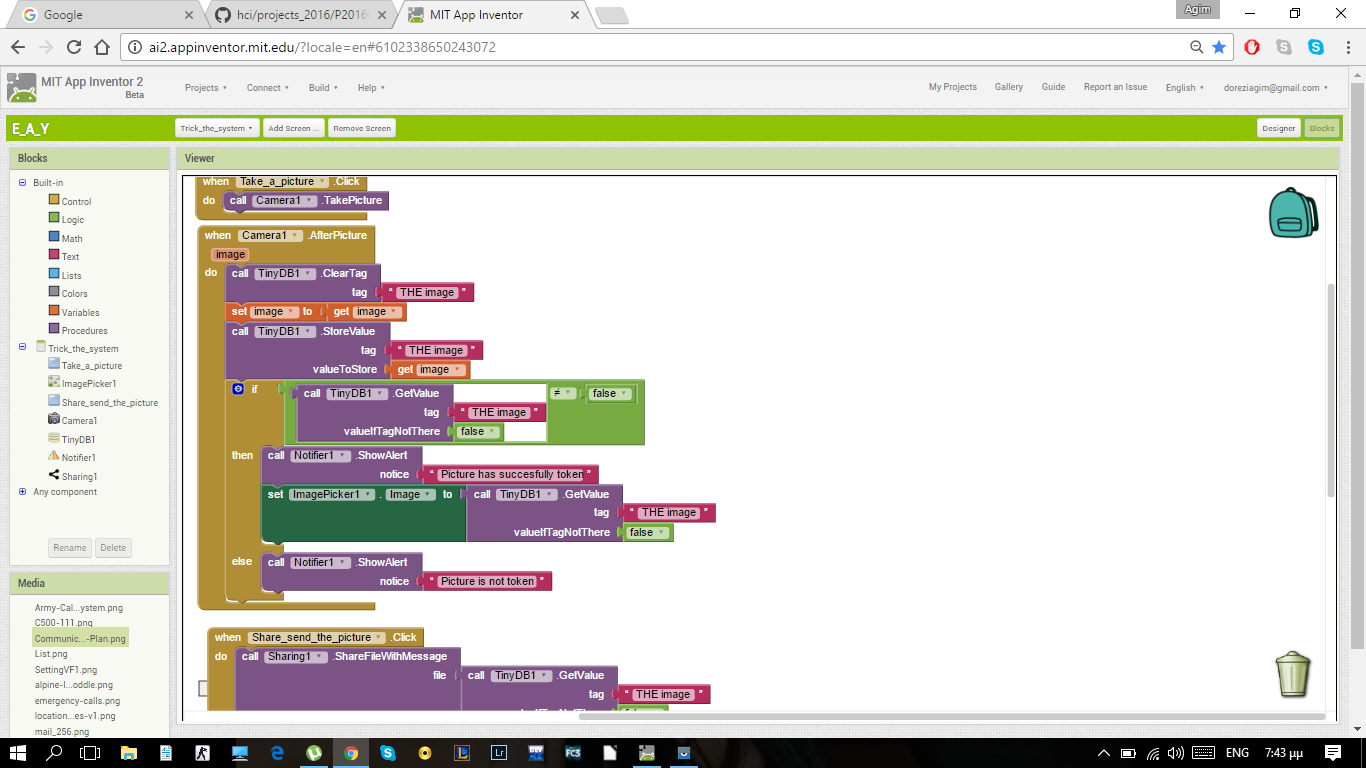 Google
hci/projects_2016/P2016
MIT App Inventor
Agim
ai2.appinventor.mit.edu/?locale=en#6102338650243072
MIT App Inventor 2
Beta
Projects
Connect
Build
Help
My Projects
Gallery
Guide
Report an Issue
English
doreziagim@gmail.com
E_A_Y
Trick_the_system
Add Screen ...
Remove Screen
Designer
Blocks
Blocks
Viewer
Built-in
Control
Logic
Math
Text
Lists
Colors
Variables
Procedures
Trick_the_system
Take_a_picture
ImagePicker1
Share_send_the_picture
Camera1
TinyDB1
Notifier1
Sharing1
Any component
Rename
Delete
Media
Army-Cal...ystem.png
C500-111.png
Communic...-Plan.png
List.png
SettingVF1.png
alpine-l...oddle.png
emergency-calls.png
location...es-v1.png
mail_256.png
when Take_a_picture .Click
do call Camera1 .TakePicture
when Camera1 .AfterPicture
image
do call TinyDB1 .ClearTag
tag " THE image "
set image to get image
call TinyDB1 .StoreValue
tag " THE image "
valueToStore get image
if call TinyDB1 .GetValue ≠ false
tag " THE image "
valueIfTagNotThere false
then call Notifier1 .ShowAlert
notice " Picture has succesfully token "
set ImagePicker1 . Image to call TinyDB1 .GetValue
tag " THE image "
valueIfTagNotThere false
else call Notifier1 .ShowAlert
notice " Picture is not token "
when Share_send_the_picture .Click
do call Sharing1 .ShareFileWithMessage
file call TinyDB1 .GetValue
tag " THE image "
ENG
7:43 μμ